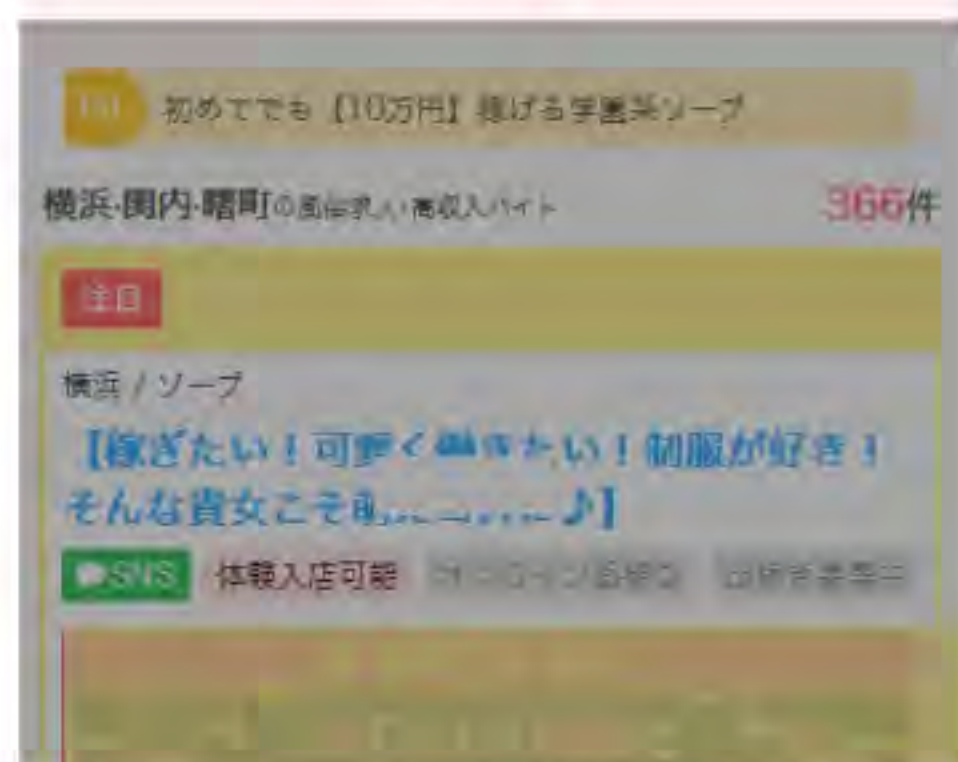 初めてでも【10万円】稼げる学園系ソープ
横浜・関内・曙町の風俗求人・高収入バイト
366件
注目
横浜 / ソープ
【稼ぎたい!可愛く働きたい!制服が好き!
そんな貴女こそ
♪】
SNS
体験入店可能